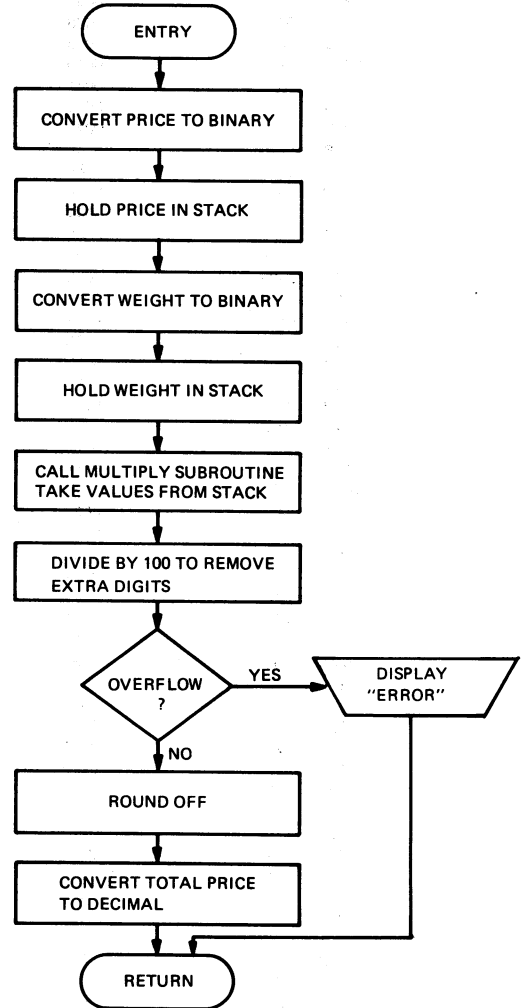 ENTRY
CONVERT PRICE TO BINARY
HOLD PRICE IN STACK
CONVERT WEIGHT TO BINARY
HOLD WEIGHT IN STACK
CALL MULTIPLY SUBROUTINE
TAKE VALUES FROM STACK
DIVIDE BY 100 TO REMOVE
EXTRA DIGITS
OVERFLOW
?
YES
DISPLAY
"ERROR"
NO
ROUND OFF
CONVERT TOTAL PRICE
TO DECIMAL
RETURN